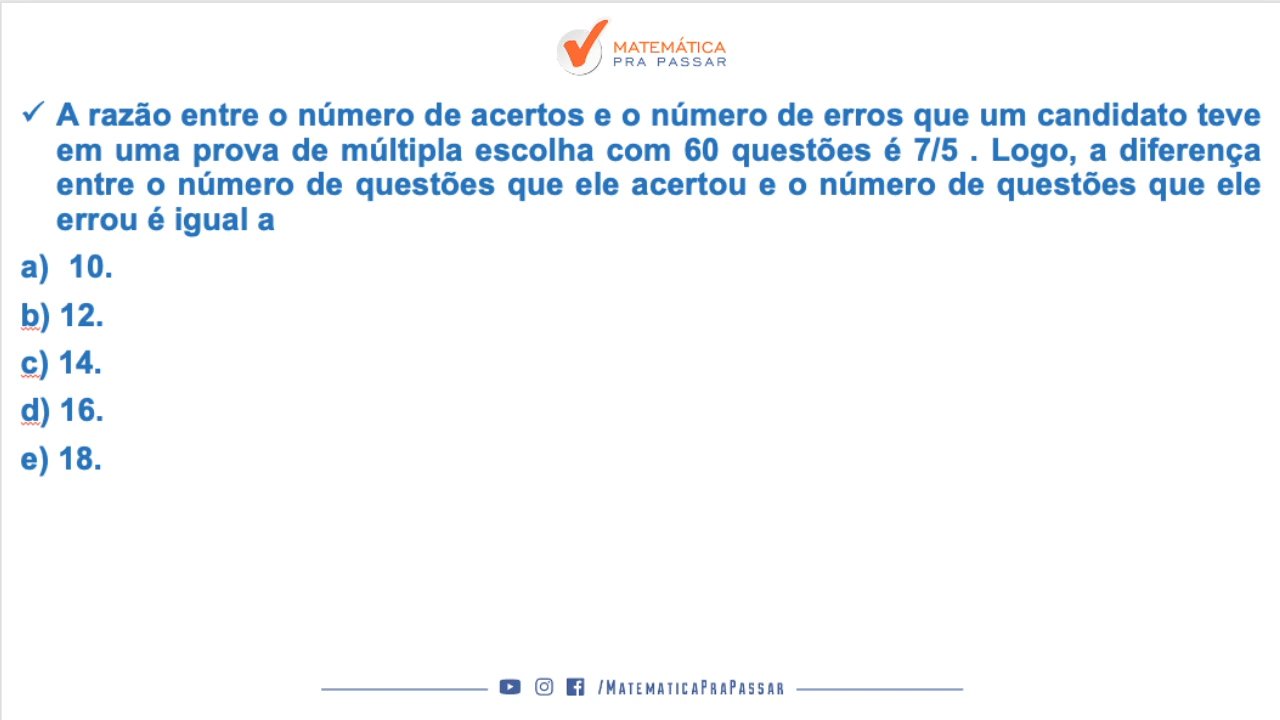 MATEMÁTICA
PRA PASSAR
✓ A razão entre o número de acertos e o número de erros que um candidato teve
em uma prova de múltipla escolha com 60 questões é 7/5 . Logo, a diferença
entre o número de questões que ele acertou e o número de questões que ele
errou é igual a
a) 10.
b) 12.
c) 14.
d) 16.
e) 18.
/MATEMATICAPRAPASSAR